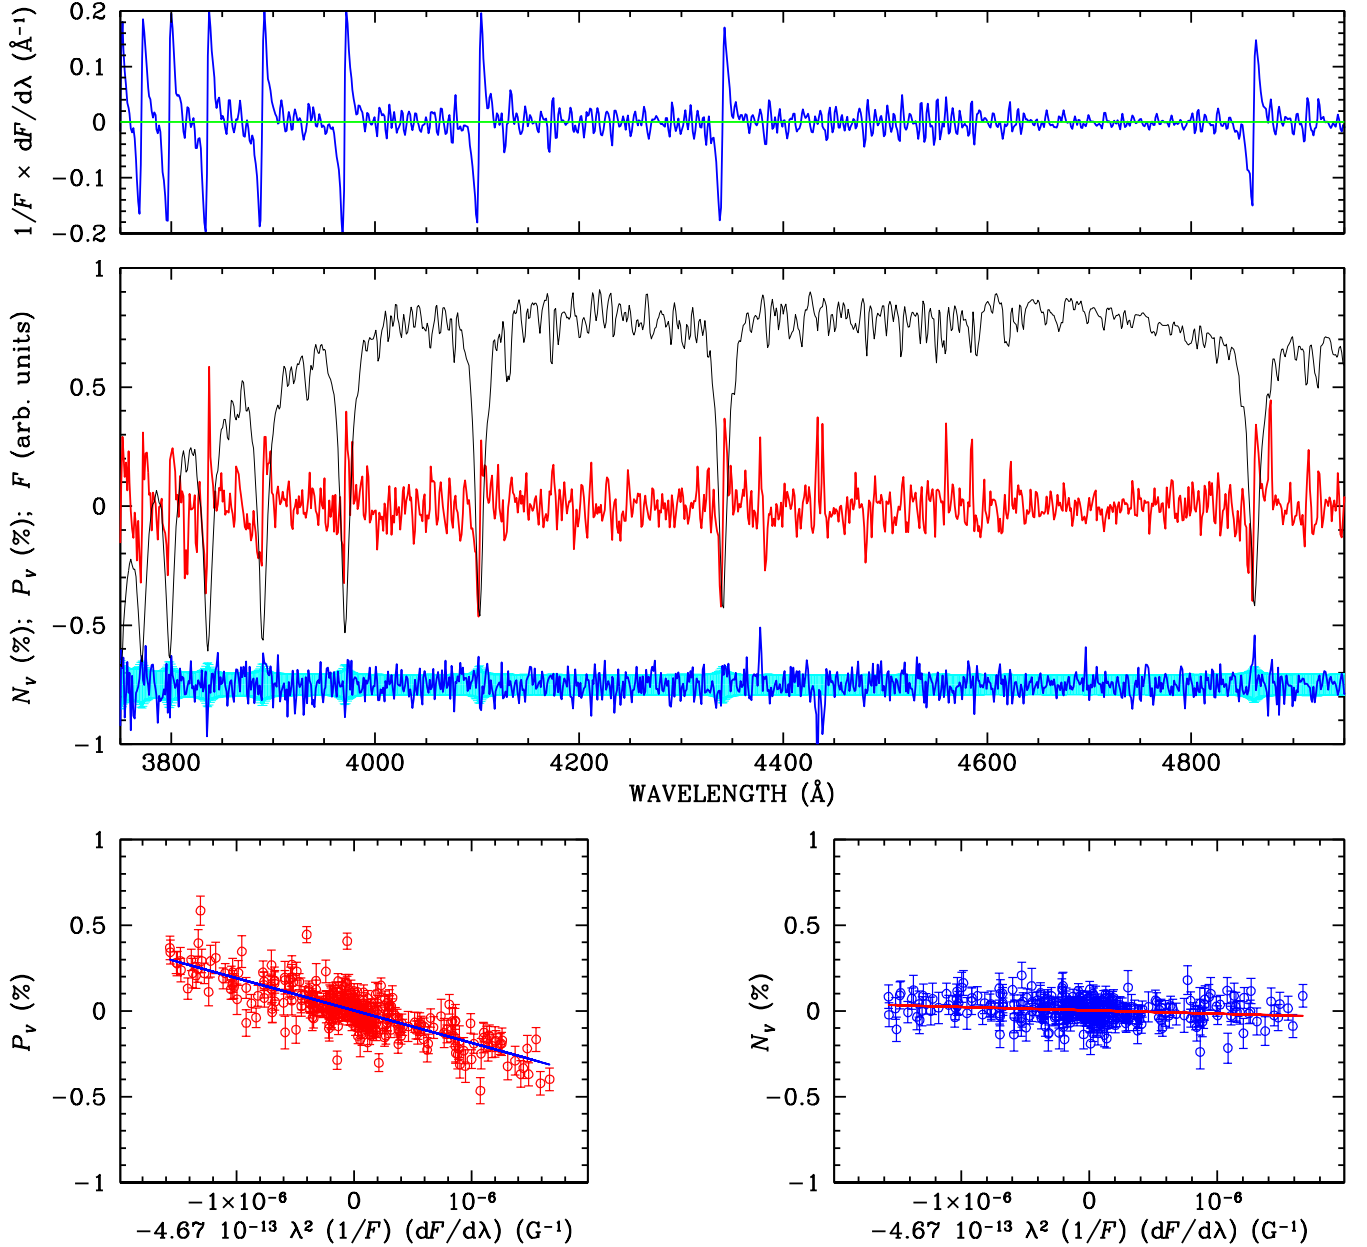 1/F × dF/dλ (Å⁻¹)
0.2
0.1
0
−0.1
−0.2
N_V (%); P_V (%); F (arb. units)
1
0.5
0
−0.5
−1
3800 4000 4200 4400 4600 4800
WAVELENGTH (Å)
P_V (%)
1
0.5
0
−0.5
−1
−1×10⁻⁶ 0 10⁻⁶
−4.67 10⁻¹³ λ² (1/F) (dF/dλ) (G⁻¹)
N_V (%)
1
0.5
0
−0.5
−1
−1×10⁻⁶ 0 10⁻⁶
−4.67 10⁻¹³ λ² (1/F) (dF/dλ) (G⁻¹)